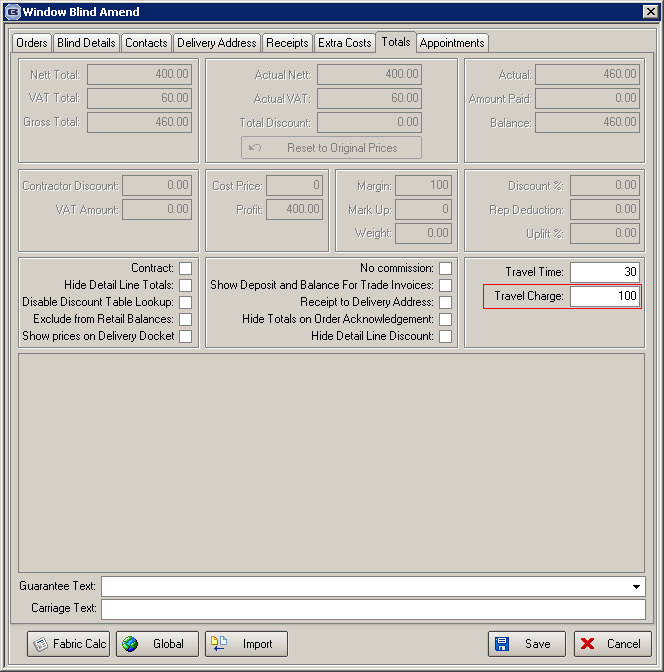 Window Blind Amend
Orders Blind Details Contacts Delivery Address Receipts Extra Costs Totals Appointments
Nett Total: 400.00
VAT Total: 60.00
Gross Total: 460.00
Actual Nett: 400.00
Actual VAT: 60.00
Total Discount: 0.00
Reset to Original Prices
Actual: 460.00
Amount Paid: 0.00
Balance: 460.00
Contractor Discount: 0.00
VAT Amount: 0.00
Cost Price: 0
Profit: 400.00
Margin: 100
Mark Up: 0
Weight: 0.00
Discount %: 0.00
Rep Deduction: 0.00
Uplift %: 0.00
Contract:
Hide Detail Line Totals:
Disable Discount Table Lookup:
Exclude from Retail Balances:
Show prices on Delivery Docket
No commission:
Show Deposit and Balance For Trade Invoices:
Receipt to Delivery Address:
Hide Totals on Order Acknowledgement:
Hide Detail Line Discount:
Travel Time: 30
Travel Charge: 100
Guarantee Text:
Carriage Text:
Fabric Calc Global Import Save Cancel